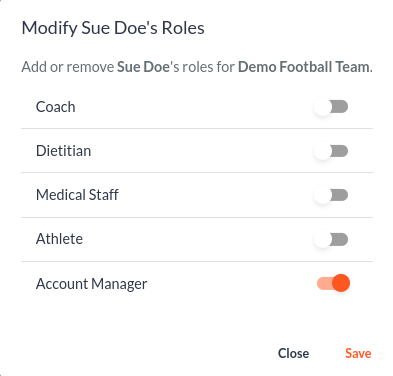 Modify Sue Doe's Roles
Add or remove Sue Doe's roles for Demo Football Team.
Coach
Dietitian
Medical Staff
Athlete
Account Manager
Close Save